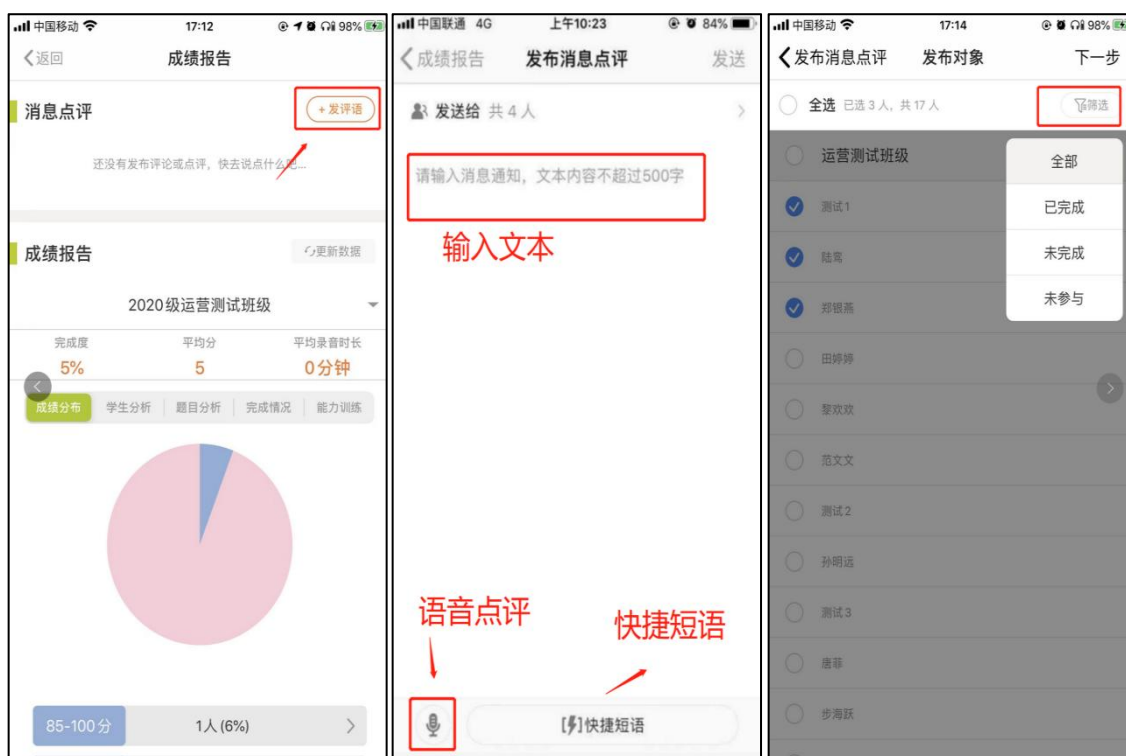 中国移动 17:12 98%
返回 成绩报告
消息点评 +发评语
还没有发布评论或点评，快去说点什么吧...
成绩报告 更新数据
2020级运营测试班级
完成度 平均分 平均录音时长
5% 5 0分钟
成绩分布 学生分析 题目分析 完成情况 能力训练
85-100分 1人(6%)
中国联通 4G 上午10:23 84%
成绩报告 发布消息点评 发送
发送给 共4人
请输入消息通知，文本内容不超过500字
输入文本
语音点评
快捷短语
快捷短语
中国移动 17:14 98%
发布消息点评 发布对象 下一步
全选 已选3人，共17人 筛选
运营测试班级
全部
已完成
未完成
未参与
测试1
陆鸾
郑银燕
田婷婷
黎欢欢
范文文
测试2
孙明远
测试3
唐菲
步海跃